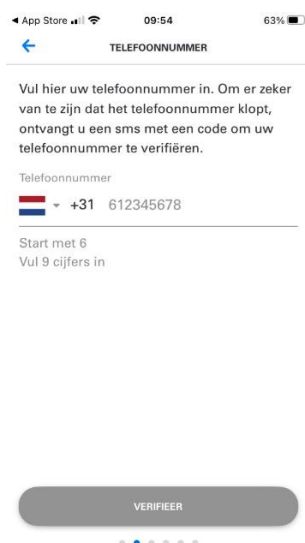 App Store 09:54 63%
TELEFOONNUMMER
Vul hier uw telefoonnummer in. Om er zeker
van te zijn dat het telefoonnummer klopt,
ontvangt u een sms met een code om uw
telefoonnummer te verifiëren.
Telefoonnummer
+31 612345678
Start met 6
Vul 9 cijfers in
VERIFIEER